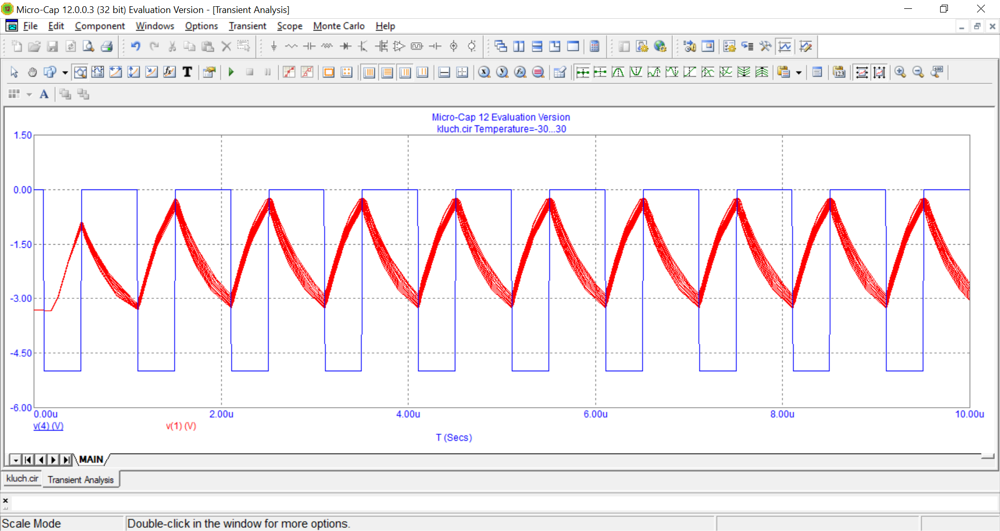 Micro-Cap 12.0.0.3 (32 bit) Evaluation Version - [Transient Analysis]
File Edit Component Windows Options Transient Scope Monte Carlo Help
T
A
Micro-Cap 12 Evaluation Version
kluch.cir Temperature=-30...30
1.50
0.00
-1.50
-3.00
-4.50
-6.00
0.00u 2.00u 4.00u 6.00u 8.00u 10.00u
v(4) (V) v(1) (V)
T (Secs)
MAIN
kluch.cir Transient Analysis
Scale Mode Double-click in the window for more options.